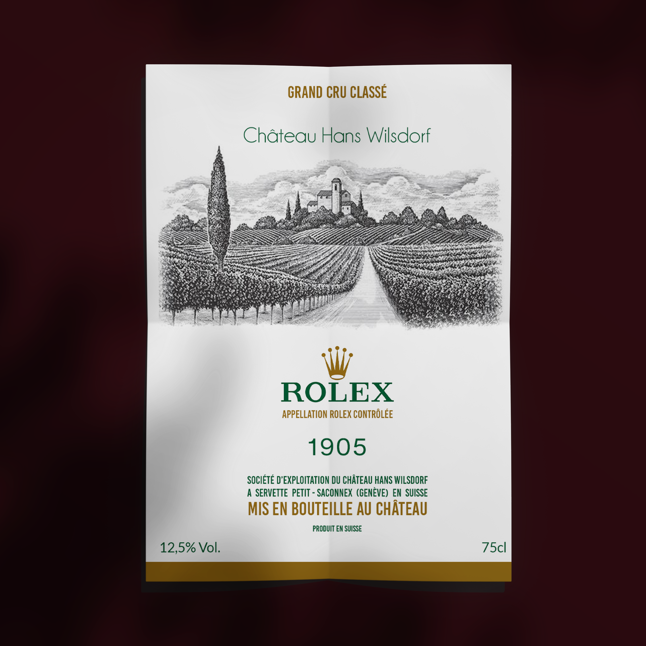 GRAND CRU CLASSÉ
Château Hans Wilsdorf
ROLEX
APPELLATION ROLEX CONTRÔLÉE
1905
SOCIÉTÉ D'EXPLOITATION DU CHÂTEAU HANS WILSDORF
A SERVETTE PETIT - SACONNEX (GENÈVE) EN SUISSE
MIS EN BOUTEILLE AU CHÂTEAU
PRODUIT EN SUISSE
12,5% Vol. 75cl